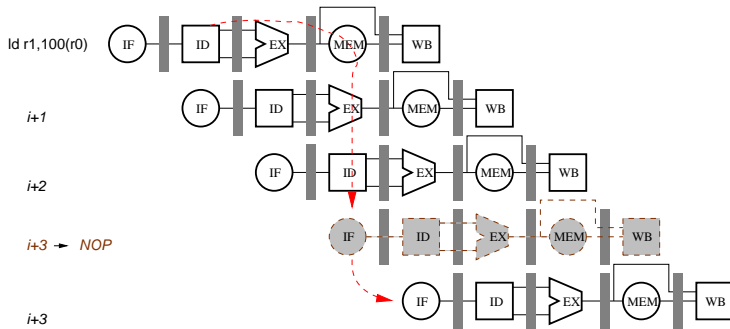 ld r1,100(r0) IF ID EX MEM WB
i+1 IF ID EX MEM WB
i+2 IF ID EX MEM WB
i+3 NOP IF ID EX MEM WB
i+3 IF ID EX MEM WB